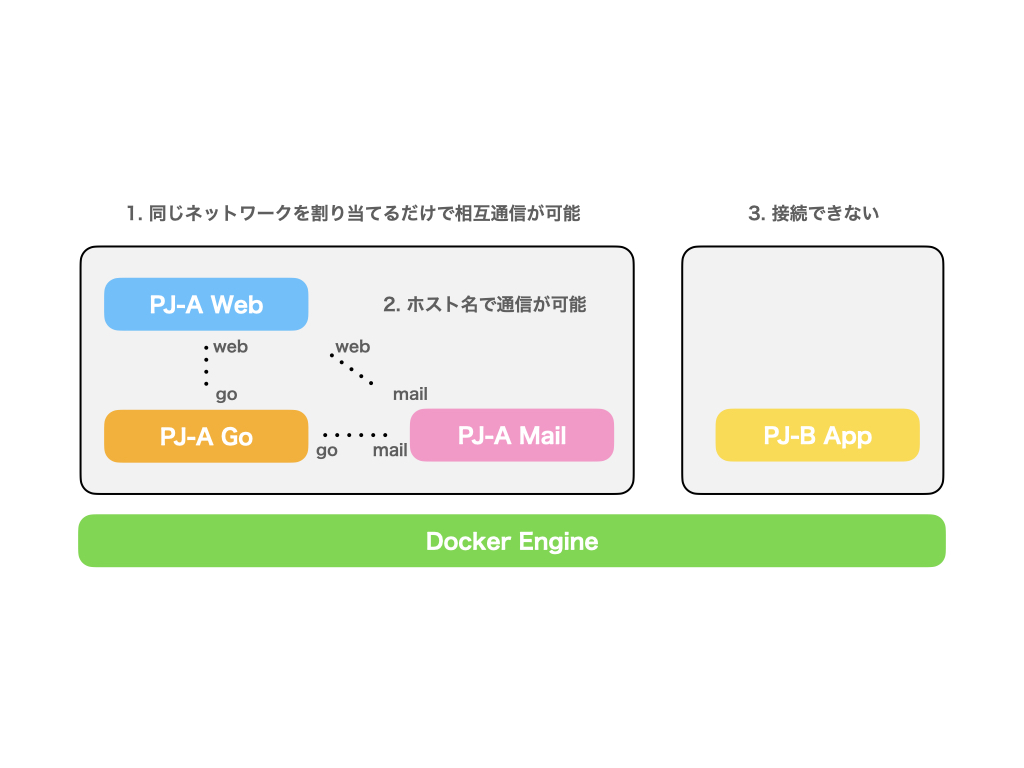 1. 同じネットワークを割り当てるだけで相互通信が可能
3. 接続できない
PJ-A Web
2. ホスト名で通信が可能
web
web
go
mail
PJ-A Go
PJ-A Mail
PJ-B App
go
mail
Docker Engine